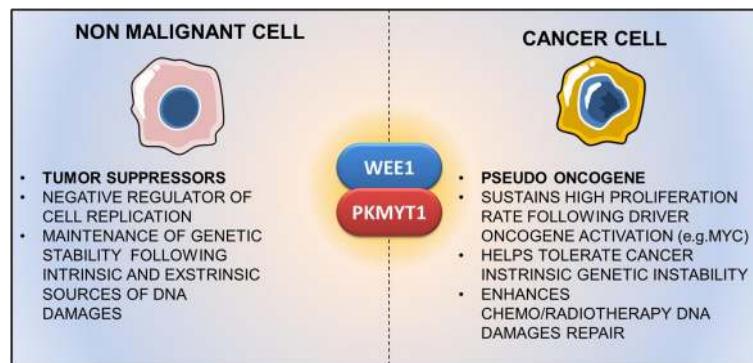 NON MALIGNANT CELL
• TUMOR SUPPRESSORS
• NEGATIVE REGULATOR OF
CELL REPLICATION
• MAINTENANCE OF GENETIC
STABILITY FOLLOWING
INTRINSIC AND EXSTRINSIC
SOURCES OF DNA
DAMAGES
WEE1
PKMYT1
CANCER CELL
• PSEUDO ONCOGENE
• SUSTAINS HIGH PROLIFERATION
RATE FOLLOWING DRIVER
ONCOGENE ACTIVATION (e.g.MYC)
• HELPS TOLERATE CANCER
INSTRINSIC GENETIC INSTABILITY
• ENHANCES
CHEMO/RADIOTHERAPY DNA
DAMAGES REPAIR